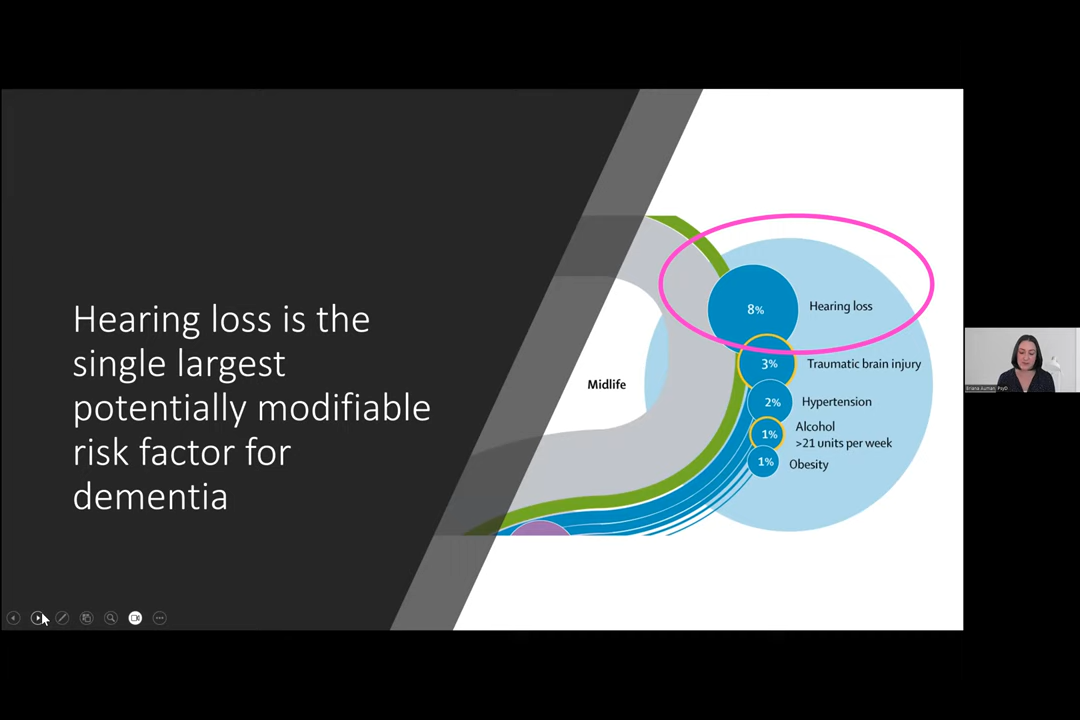 Hearing loss is the
single largest
potentially modifiable
risk factor for
dementia
Midlife
8%
Hearing loss
3%
Traumatic brain injury
2%
Hypertension
1%
Alcohol
>21 units per week
1%
Obesity
PsyD